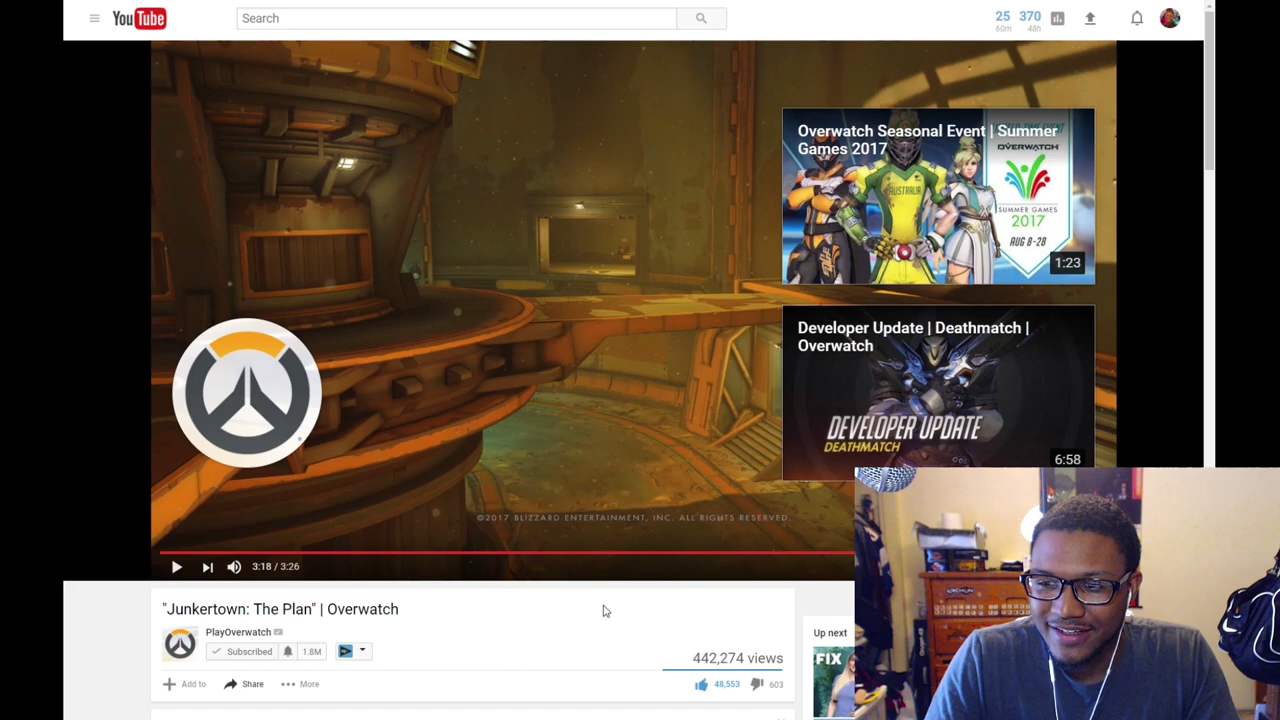 YouTube
Search
25 370
60m 48h
Overwatch Seasonal Event | Summer
Games 2017
OVERWATCH
AUSTRALIA
SUMMER GAMES
2017
AUG 8-28
1:23
Developer Update | Deathmatch |
Overwatch
DEVELOPER UPDATE
DEATHMATCH
6:58
©2017 BLIZZARD ENTERTAINMENT, INC. ALL RIGHTS RESERVED.
3:18 / 3:26
"Junkertown: The Plan" | Overwatch
PlayOverwatch
Subscribed 1.8M
442,274 views
Add to Share More
48,553 603
Up next
FIX